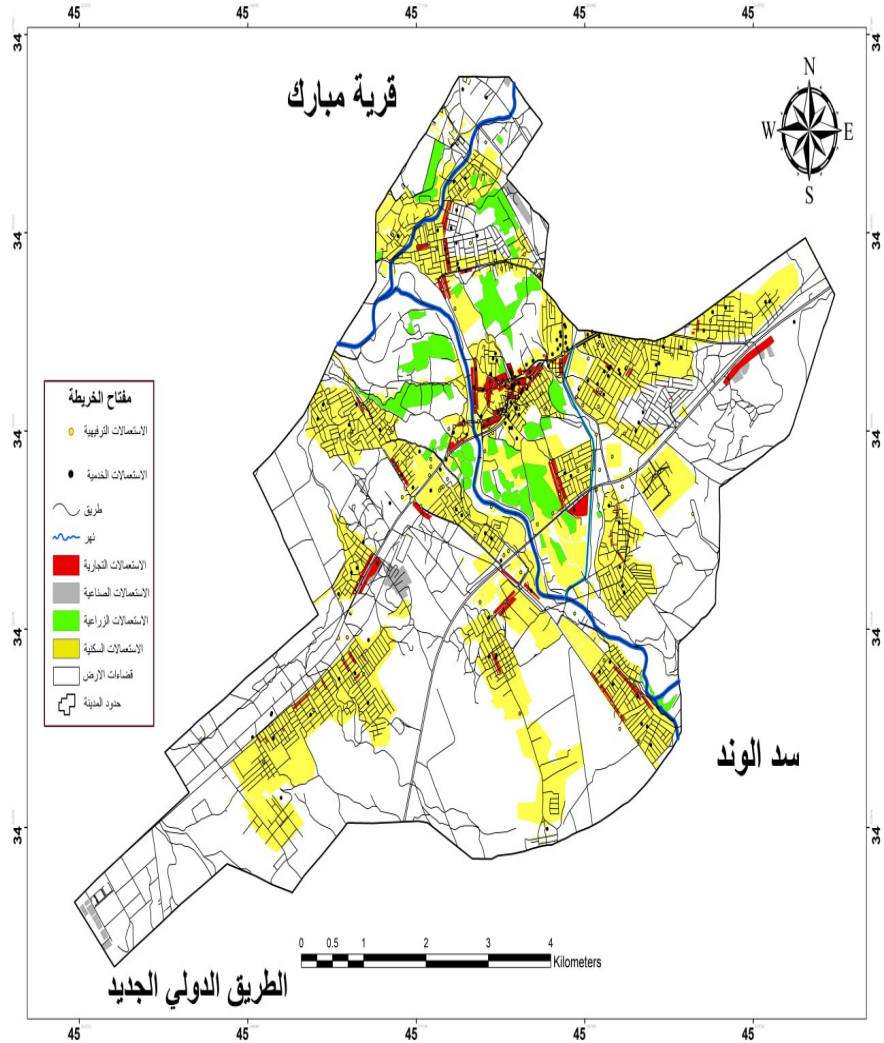 45 45 45 45 45
34 34
قرية مبارك
N
W E
S
34 34
مفتاح الخريطة
الاستعمالات الترفيهية
34 34
الاستعمالات الخدمية
طريق
نهر
الاستعمالات التجارية
الاستعمالات الصناعية
الاستعمالات الزراعية
34 34
الاستعمالات السكنية
فضاءات الارض
حدود المدينة
سد الوند
34 34
0 0.5 1 2 3 4
Kilometers
الطريق الدولي الجديد
45 45 45 45 45